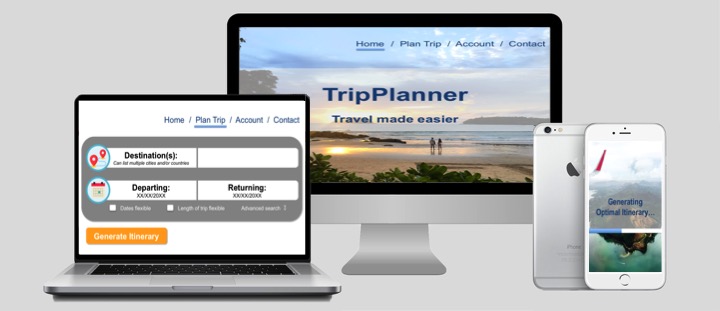 Home / Plan Trip / Account / Contact
TripPlanner
Travel made easier
Home / Plan Trip / Account / Contact
Destination(s):
Can list multiple cities and/or countries
Departing:
XX/XX/20XX
Returning:
XX/XX/20XX
Dates flexible
Length of trip flexible
Advanced search
Generate Itinerary
Generating
Optimal Itinerary...